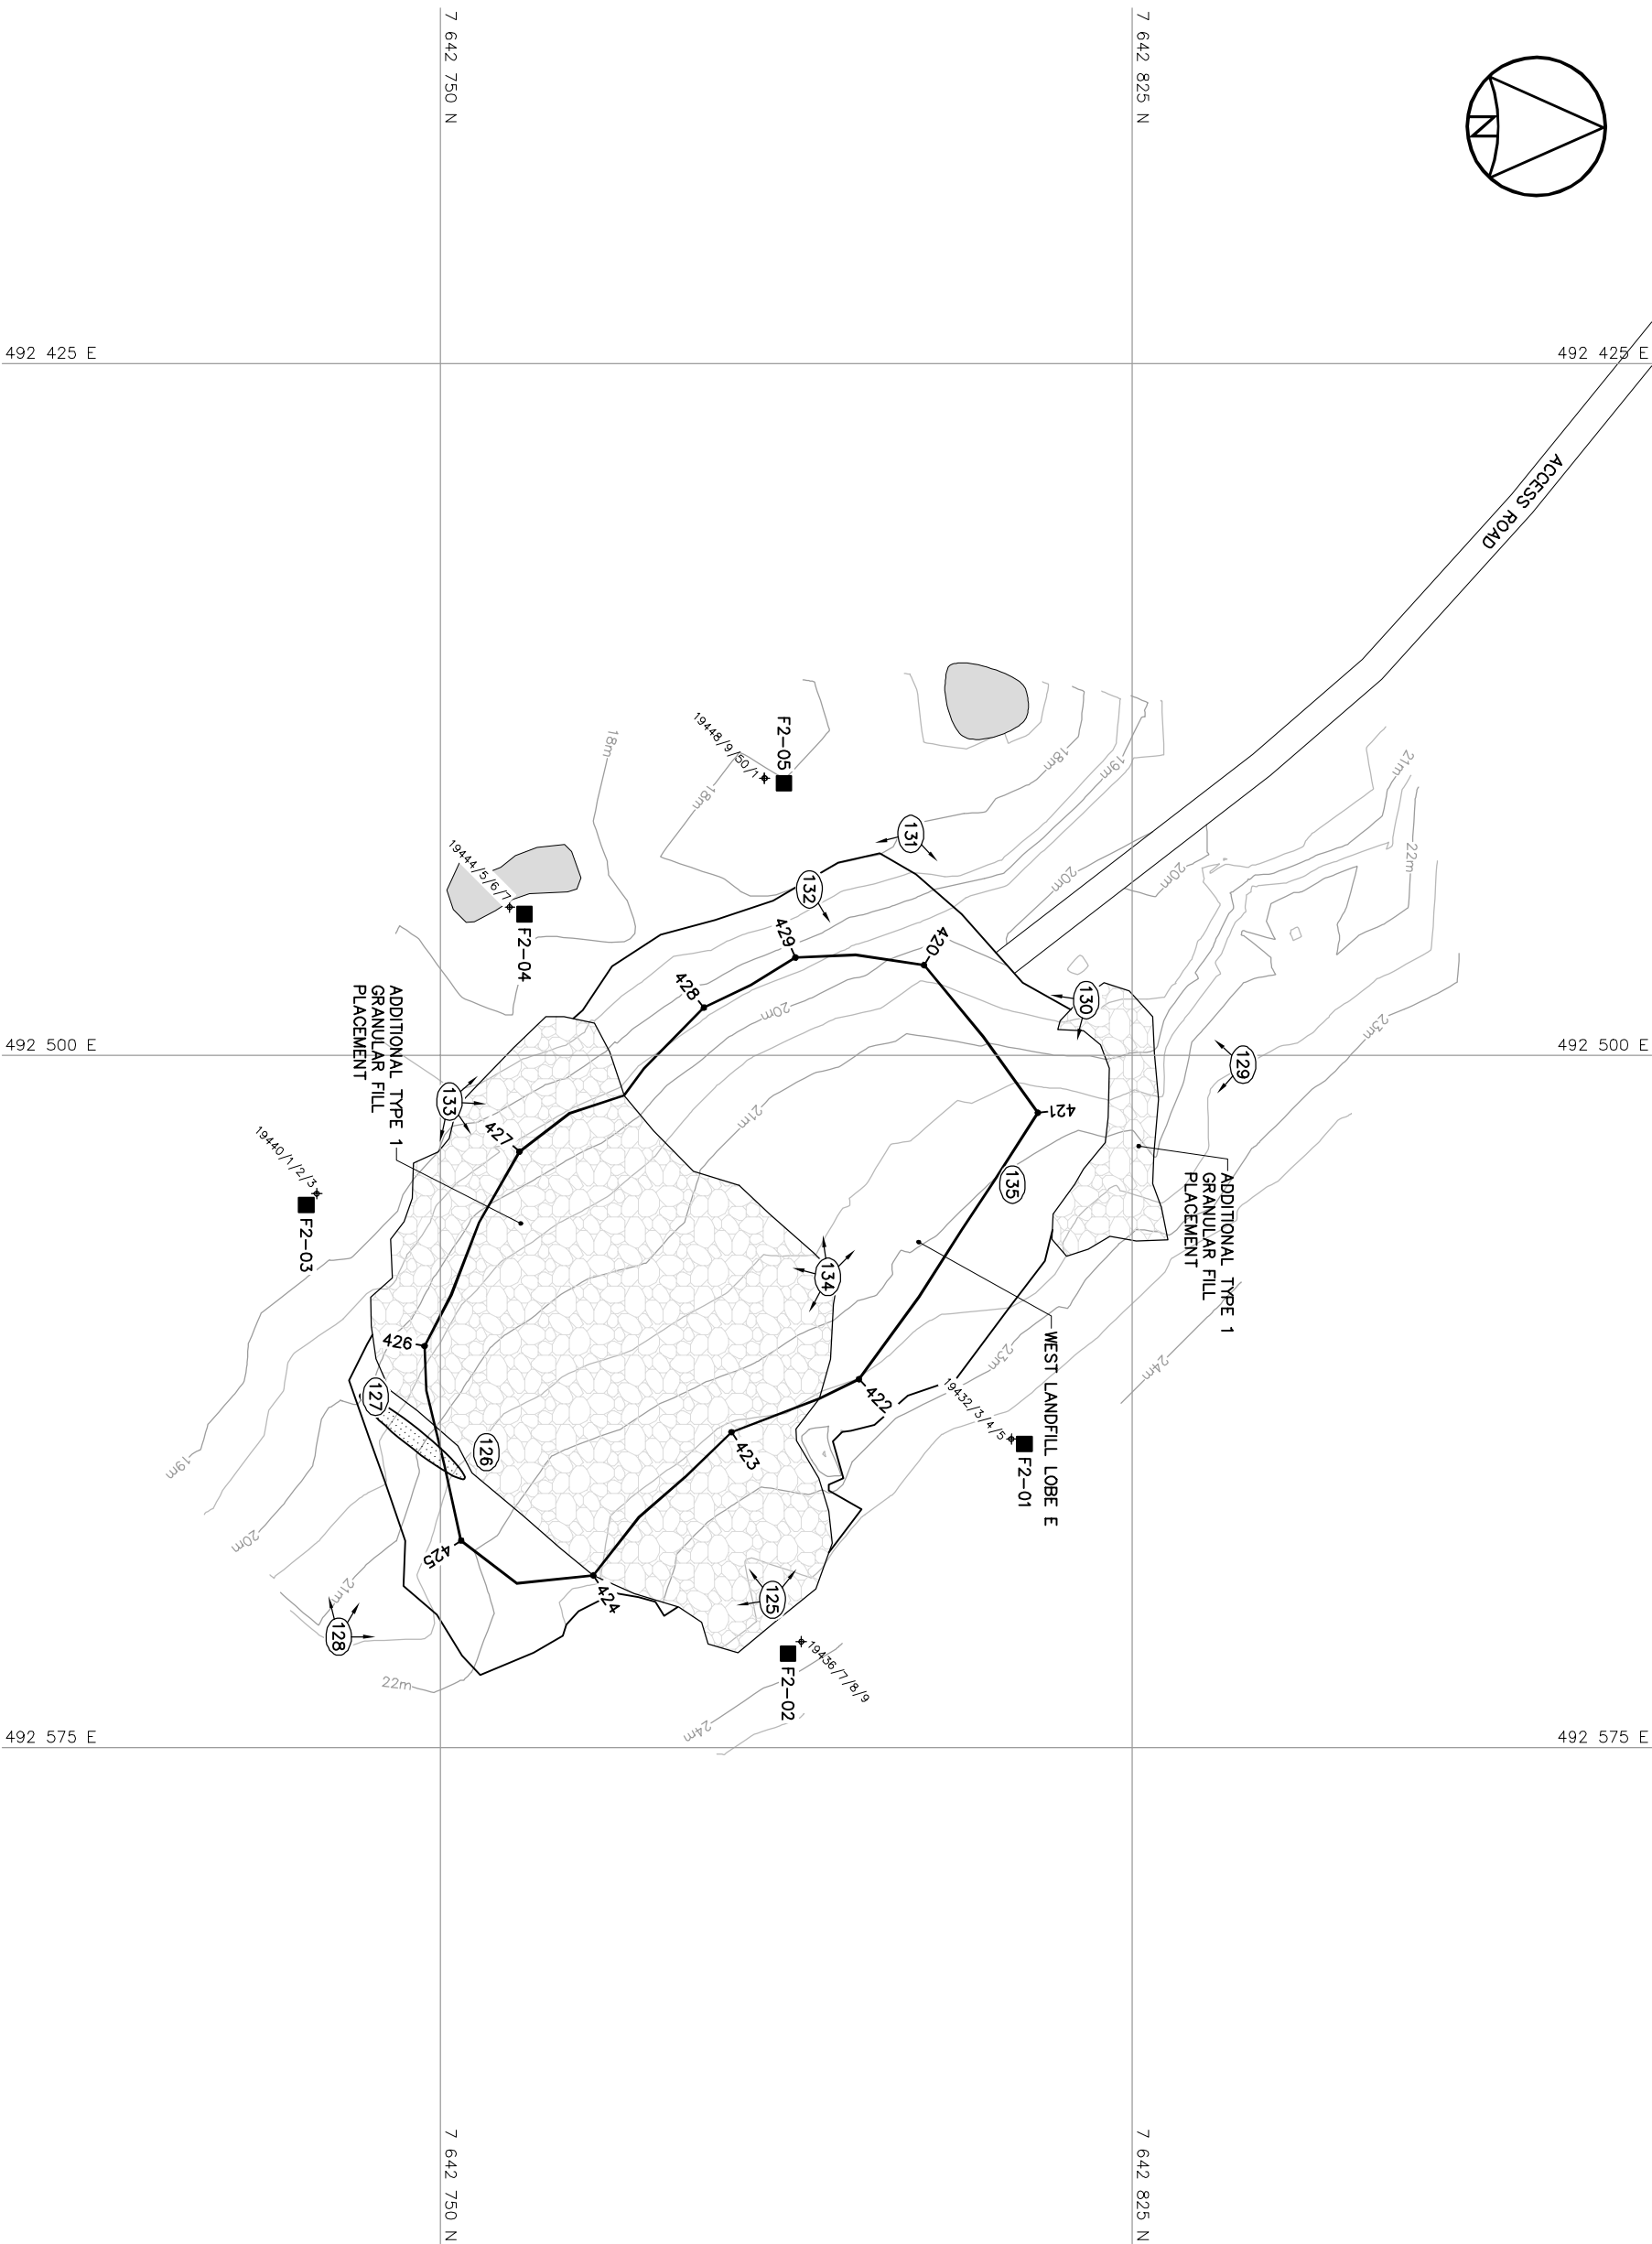 7 642 750 N
7 642 825 N
N
492 425 E
492 425 E
ACCESS ROAD
21m
22m
18m
19m
20m
20m
23m
F2-05
19448/9/50/1
18m
18m
19444/5/6/7
F2-04
131
132
130
129
429
420
428
20m
421
21m
492 500 E
492 500 E
ADDITIONAL TYPE 1
GRANULAR FILL
PLACEMENT
133
427
19440/1/2/3
F2-03
134
135
ADDITIONAL TYPE 1
GRANULAR FILL
PLACEMENT
WEST LANDFILL LOBE E
23m
24m
19432/3/4/5
F2-01
422
423
426
127
126
19m
20m
21m
128
425
424
125
19436/7/8/9
F2-02
22m
24m
492 575 E
492 575 E
7 642 750 N
7 642 825 N